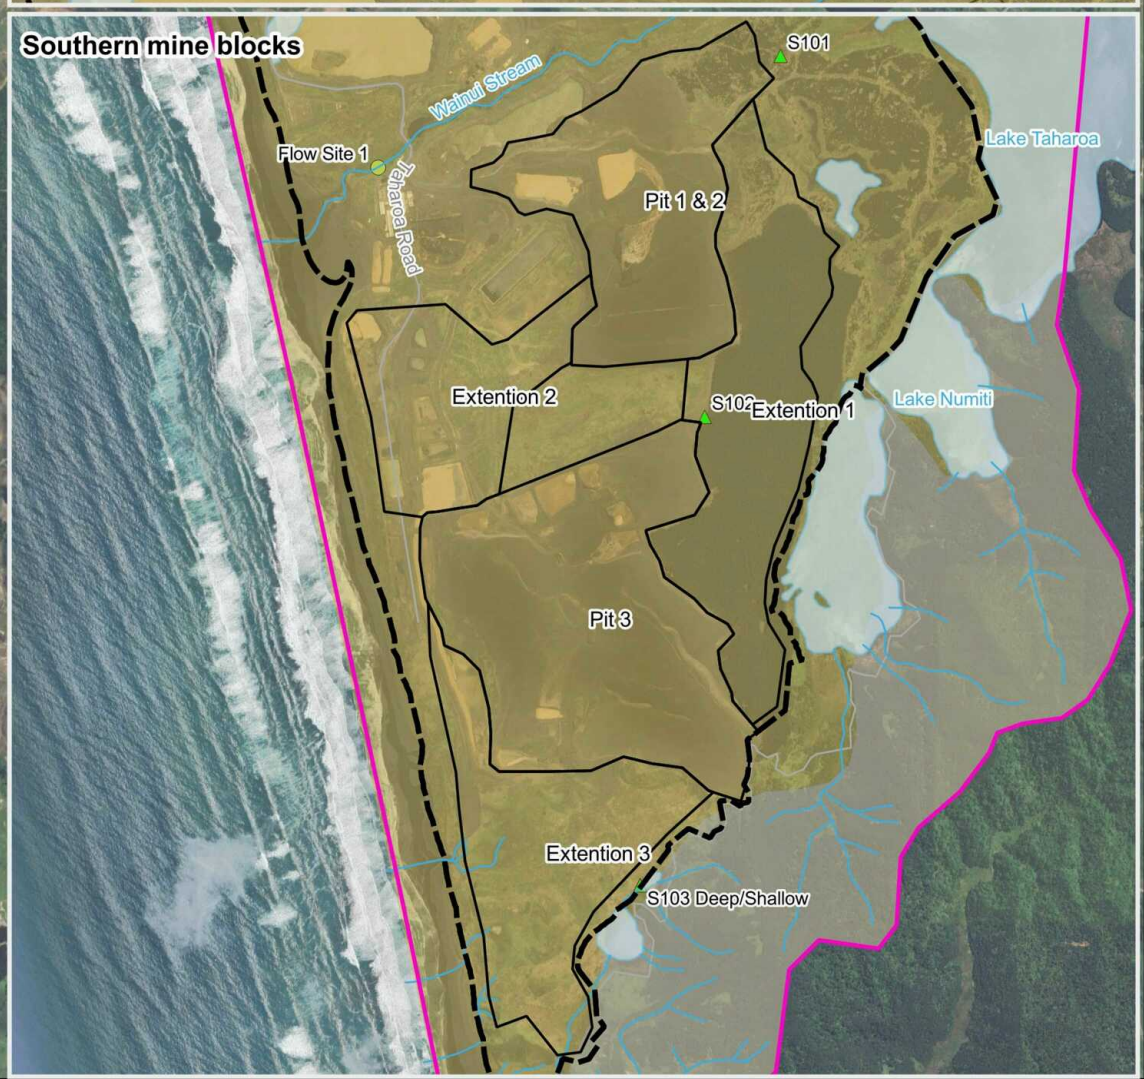 Southern mine blocks
S101
Wainui Stream
Lake Taharoa
Flow Site 1
Taharoa Road
Pit 1 & 2
Extention 2
S102
Extention 1
Lake Numiti
Pit 3
Extention 3
S103 Deep/Shallow